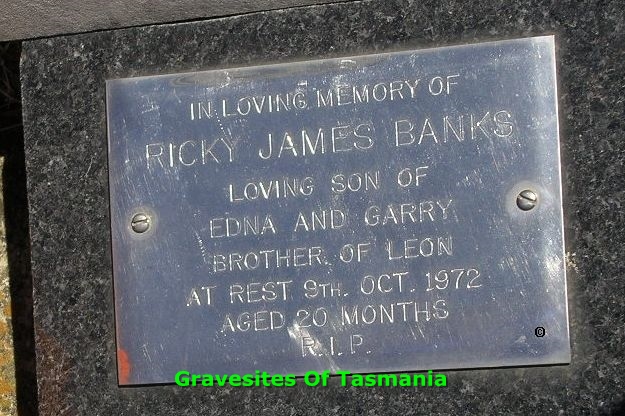 IN LOVING MEMORY OF
RICKY JAMES BANKS
LOVING SON OF
EDNA AND GARRY
BROTHER OF LEON
AT REST 9TH. OCT. 1972
AGED 20 MONTHS
R.I.P.
©
Gravesites Of Tasmania